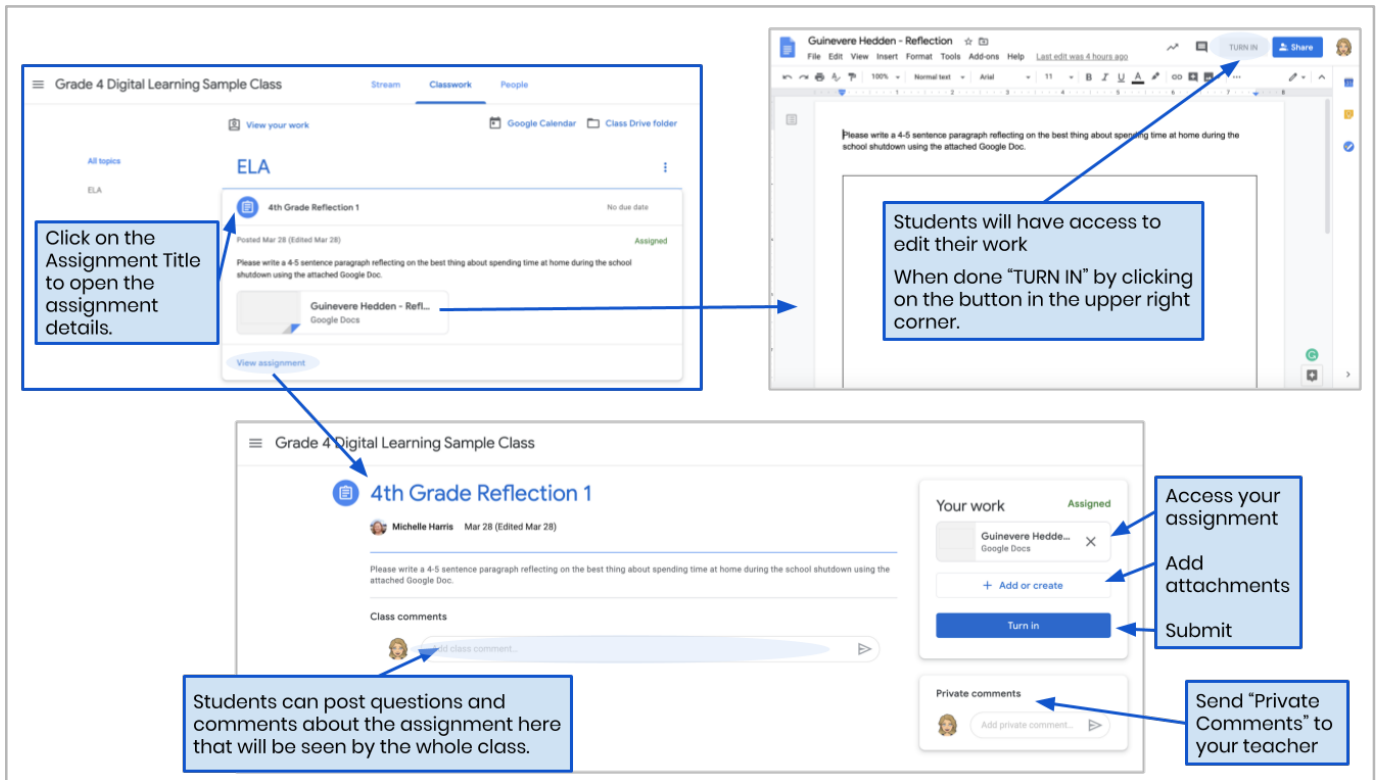 Grade 4 Digital Learning Sample Class
Stream Classwork People
View your work
Google Calendar Class Drive folder
All topics
ELA
ELA
4th Grade Reflection 1
No due date
Posted Mar 28 (Edited Mar 28)
Assigned
Please write a 4-5 sentence paragraph reflecting on the best thing about spending time at home during the school
shutdown using the attached Google Doc.
Guinevere Hedden - Refl...
Google Docs
View assignment
Click on the
Assignment Title
to open the
assignment
details.
Guinevere Hedden - Reflection
File Edit View Insert Format Tools Add-ons Help Last edit was 4 hours ago
TURN IN
Share
100% Normal text Arial 11 B I U A
1 2 3 4 5 6 7 8
Please write a 4-5 sentence paragraph reflecting on the best thing about spending time at home during the
school shutdown using the attached Google Doc.
Students will have access to
edit their work
When done “TURN IN” by clicking
on the button in the upper right
corner.
Grade 4 Digital Learning Sample Class
4th Grade Reflection 1
Michelle Harris Mar 28 (Edited Mar 28)
Please write a 4-5 sentence paragraph reflecting on the best thing about spending time at home during the school shutdown using the
attached Google Doc.
Class comments
Add class comment...
Students can post questions and
comments about the assignment here
that will be seen by the whole class.
Your work
Assigned
Guinevere Hedde...
Google Docs
+ Add or create
Turn in
Private comments
Add private comment...
Access your
assignment
Add
attachments
Submit
Send “Private
Comments” to
your teacher